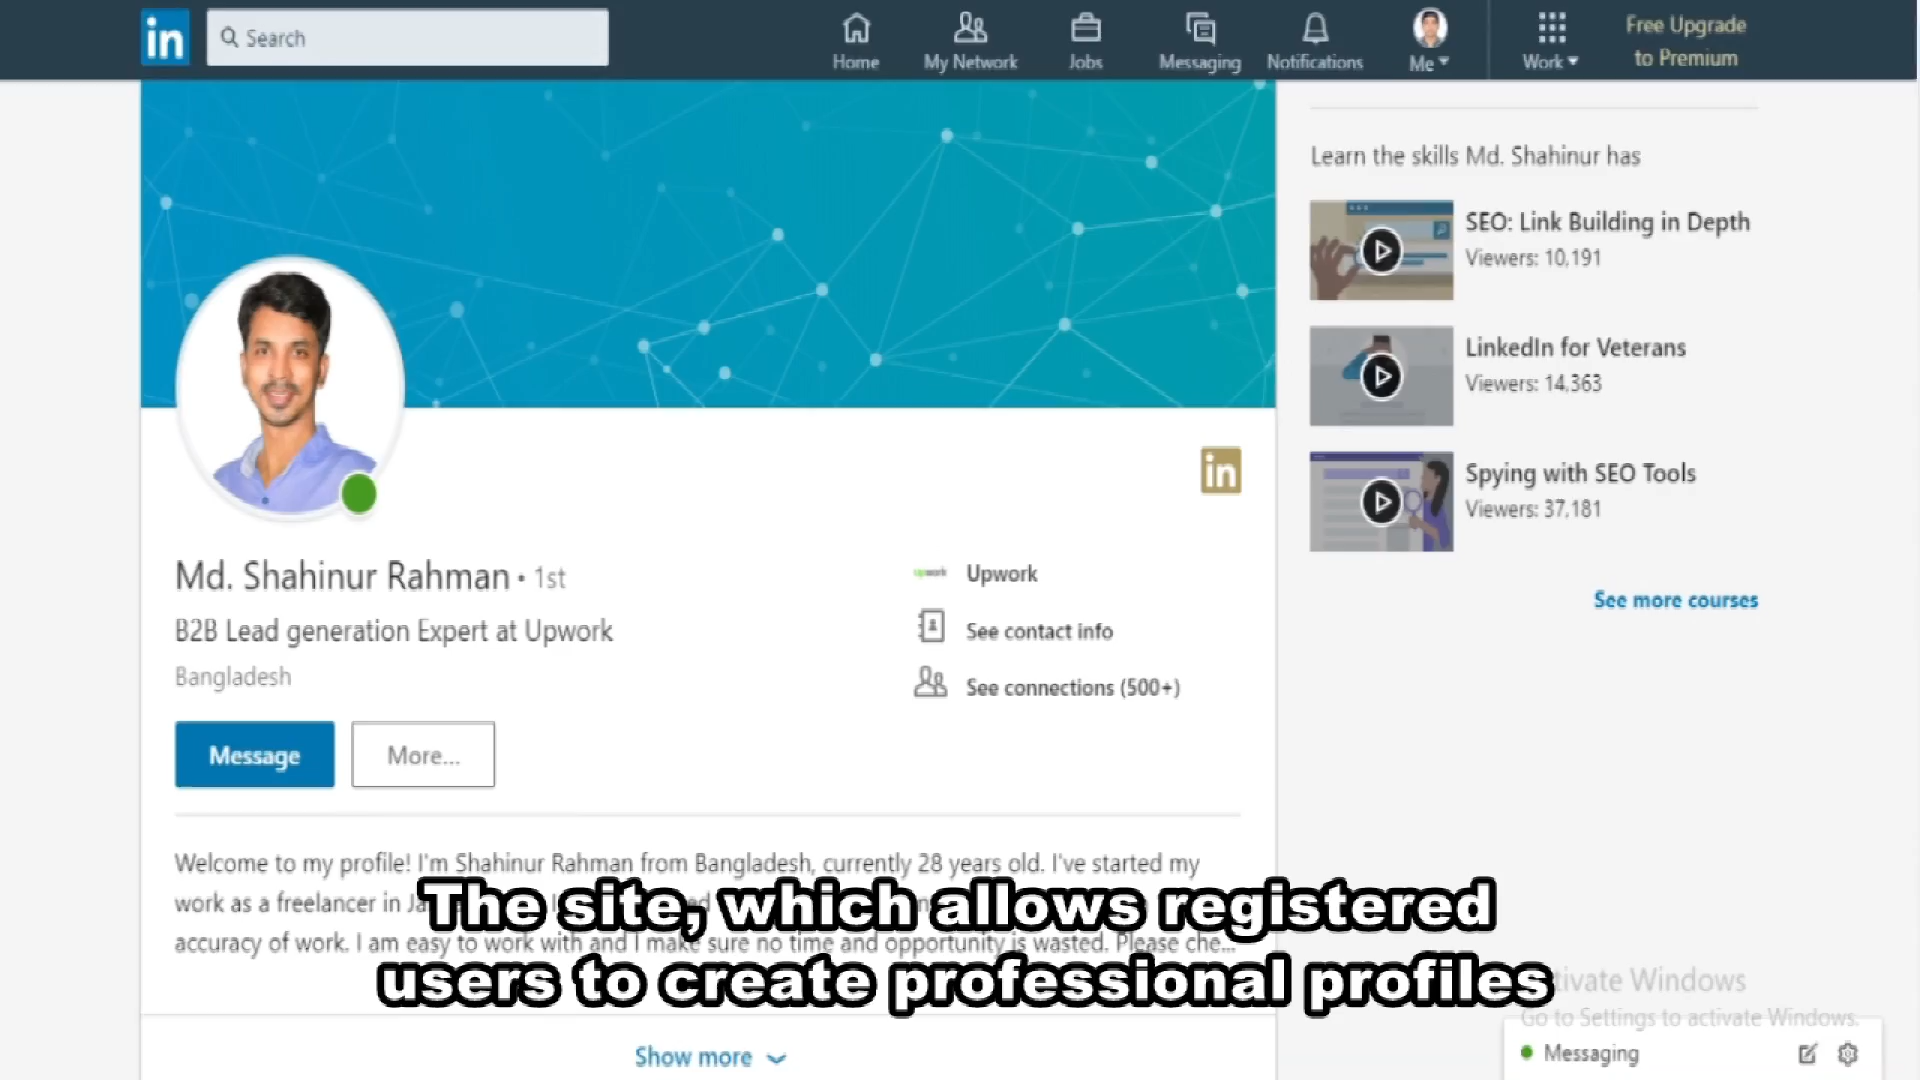 in
Search
Home
My Network
Jobs
Messaging
Notifications
Me
Work
Free Upgrade
to Premium
Learn the skills Md. Shahinur has
SEO: Link Building in Depth
Viewers: 10,191
LinkedIn for Veterans
Viewers: 14,363
Spying with SEO Tools
Viewers: 37,181
See more courses
in
Md. Shahinur Rahman • 1st
B2B Lead generation Expert at Upwork
Bangladesh
Upwork
Upwork
See contact info
See connections (500+)
Message
More...
Welcome to my profile! I'm Shahinur Rahman from Bangladesh, currently 28 years old. I've started my
work as a freelancer in
accuracy of work. I am easy to work with and I make sure no time and opportunity is wasted. Please che...
The site, which allows registered
users to create professional profiles
Show more
Windows
Go to Settings to activate Windows.
Messaging